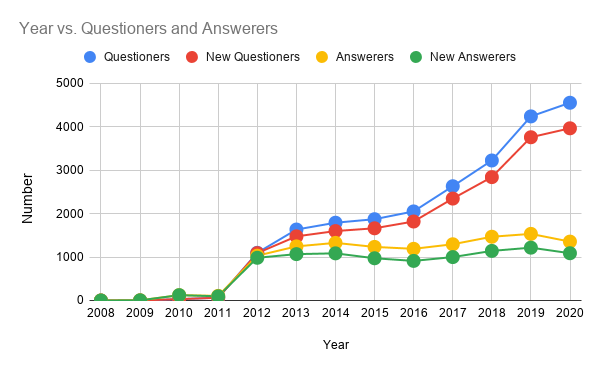 Year vs. Questioners and Answerers
Questioners New Questioners Answerers New Answerers
5000
4000
3000
2000
1000
0
Number
2008 2009 2010 2011 2012 2013 2014 2015 2016 2017 2018 2019 2020
Year